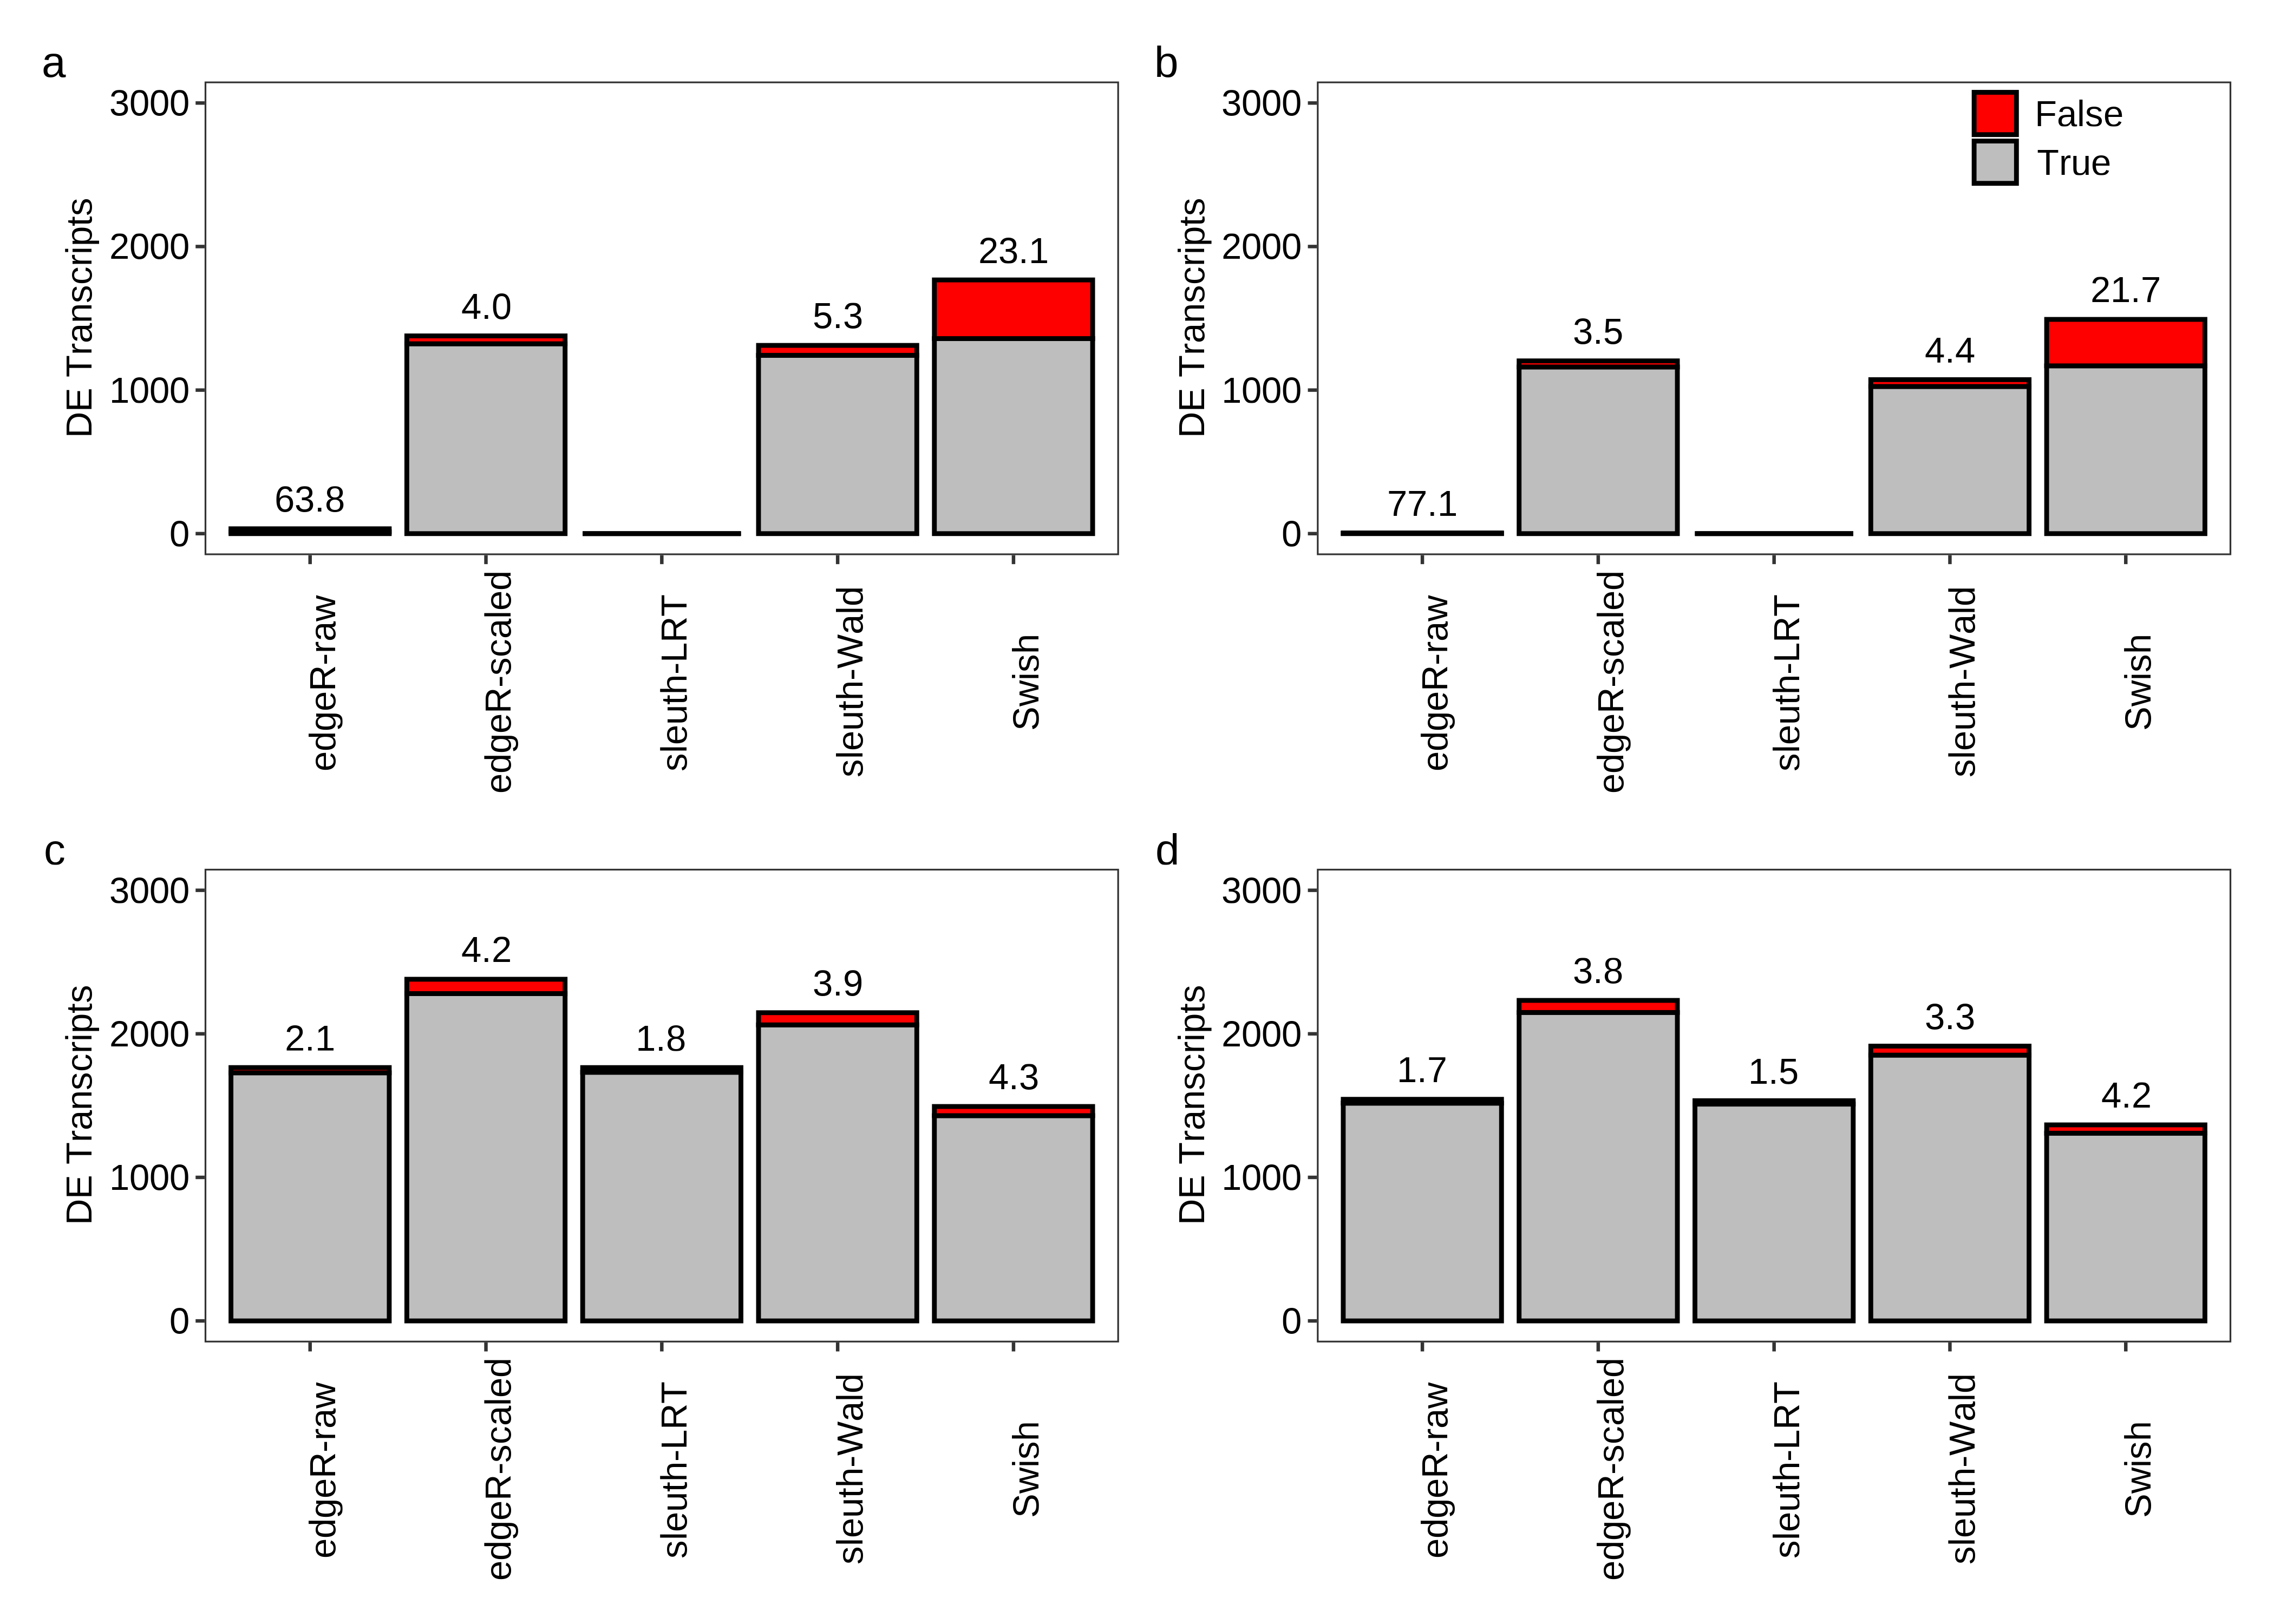 a
3000
2000
1000
0
DE Transcripts
63.8
4.0
5.3
23.1
edgeR-raw
edgeR-scaled
sleuth-LRT
sleuth-Wald
Swish
b
3000
2000
1000
0
DE Transcripts
False
True
77.1
3.5
4.4
21.7
edgeR-raw
edgeR-scaled
sleuth-LRT
sleuth-Wald
Swish
c
3000
2000
1000
0
DE Transcripts
2.1
4.2
1.8
3.9
4.3
edgeR-raw
edgeR-scaled
sleuth-LRT
sleuth-Wald
Swish
d
3000
2000
1000
0
DE Transcripts
1.7
3.8
1.5
3.3
4.2
edgeR-raw
edgeR-scaled
sleuth-LRT
sleuth-Wald
Swish